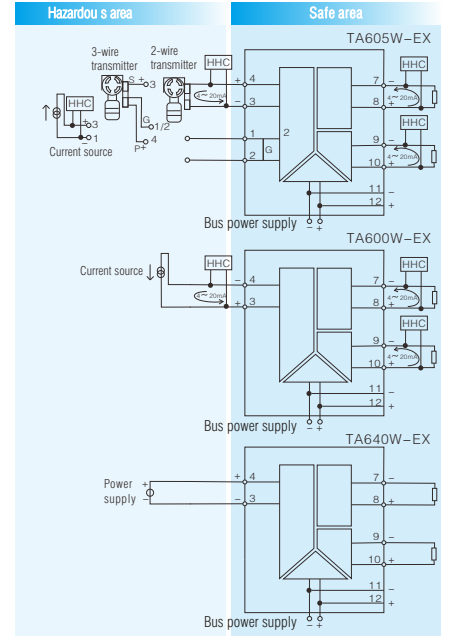 Hazardou s area
Safe area
TA605W-EX
3-wire transmitter
2-wire transmitter
HHC
HHC
S + 3
+ 4
4~20mA
− 3
7 −
8 +
4~20mA
HHC
HHC
+ 3
− 1
Current source
G 1/2
4
P+
1
2
G
2
9 −
10 +
4~20mA
11 −
12 +
Bus power supply − +
TA600W-EX
Current source
HHC
− 4
4~20mA
+ 3
HHC
7 −
8 +
4~20mA
HHC
9 −
10 +
4~20mA
11 −
12 +
Bus power supply − +
TA640W-EX
Power supply
+
−
+ 4
− 3
7 −
8 +
9 −
10 +
11 −
12 +
Bus power supply − +